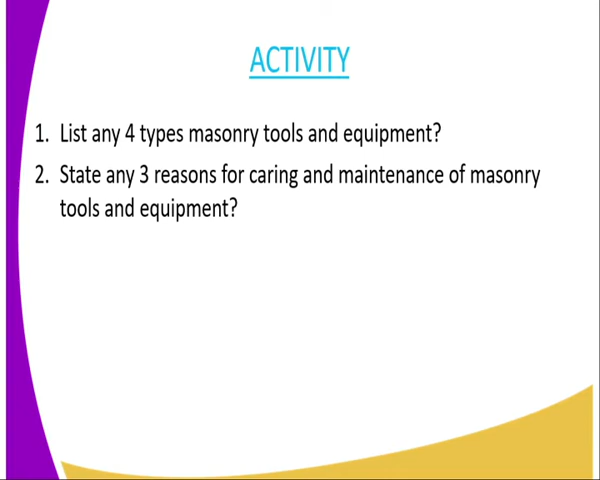 ACTIVITY
1. List any 4 types masonry tools and equipment?
2. State any 3 reasons for caring and maintenance of masonry
tools and equipment?